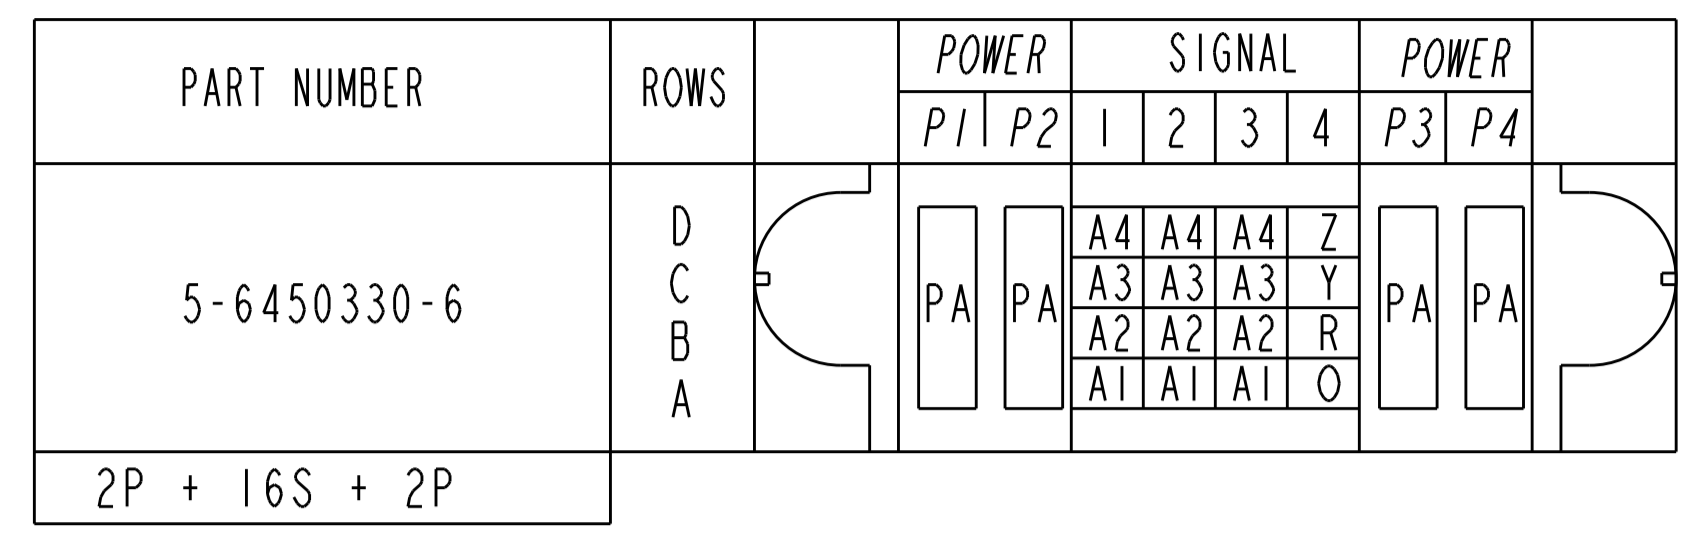 PART NUMBER ROWS POWER SIGNAL POWER
P1 P2 1 2 3 4 P3 P4
D A4 A4 A4 Z
C A3 A3 A3 Y
5-6450330-6 PA PA PA PA
B A2 A2 A2 R
A A1 A1 A1 O
2P + 16S + 2P